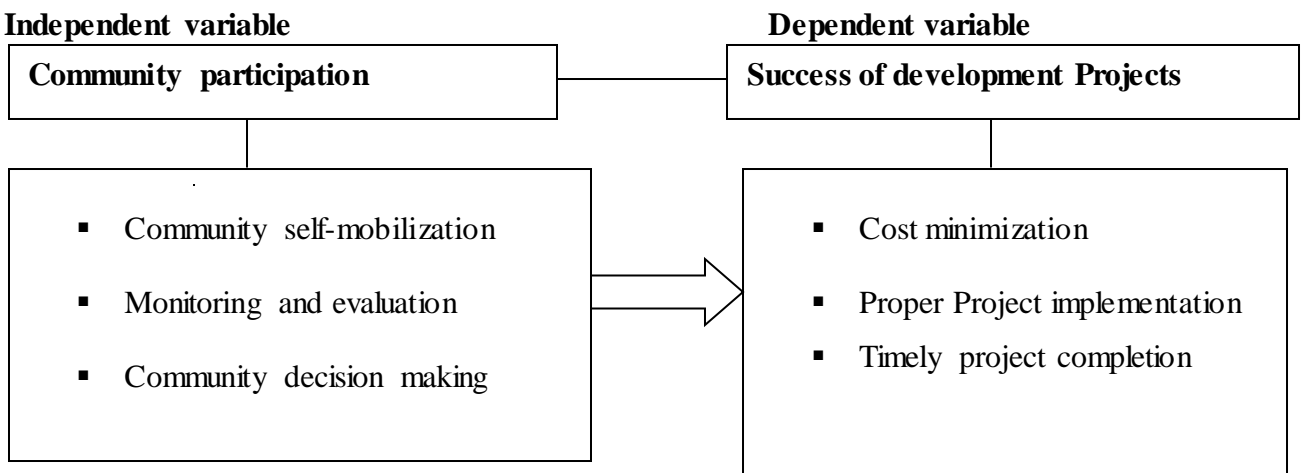 Independent variable
Dependent variable
Community participation
Success of development Projects
▪ Community self-mobilization
▪ Monitoring and evaluation
▪ Community decision making
▪ Cost minimization
▪ Proper Project implementation
▪ Timely project completion